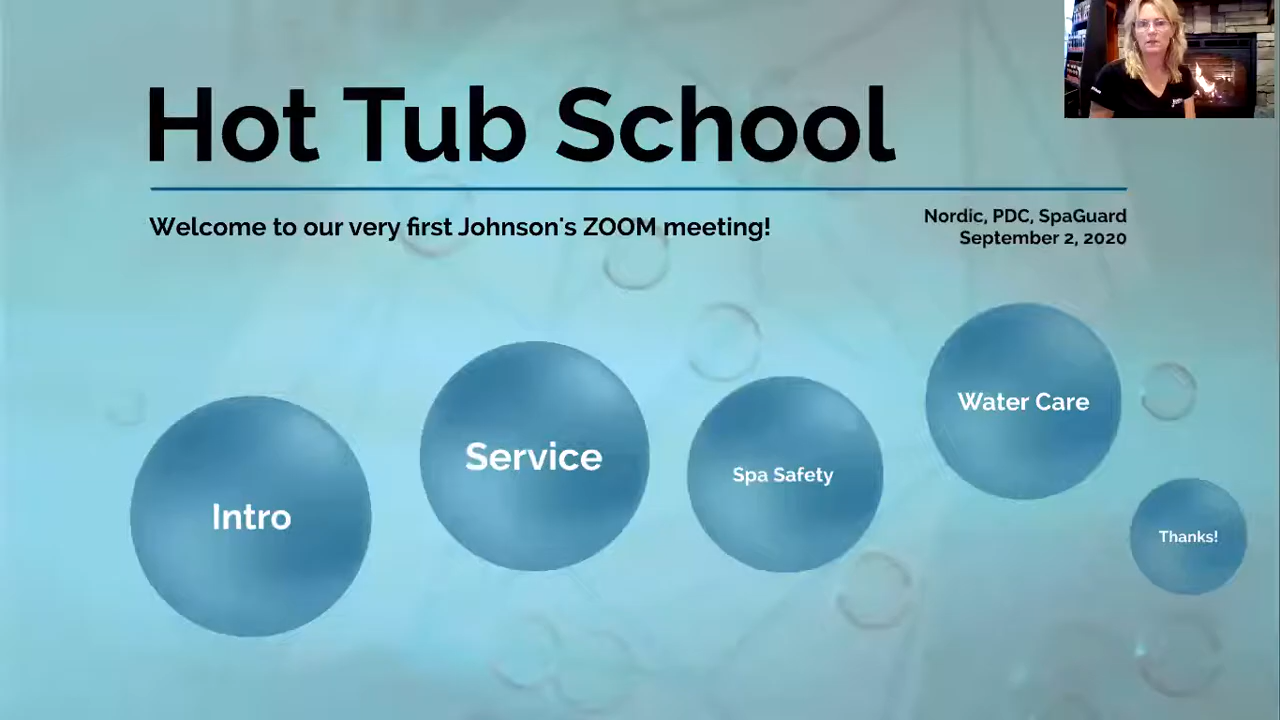 Hot Tub School
Welcome to our very first Johnson's ZOOM meeting!
Nordic, PDC, SpaGuard
September 2, 2020
Intro
Service
Spa Safety
Water Care
Thanks!